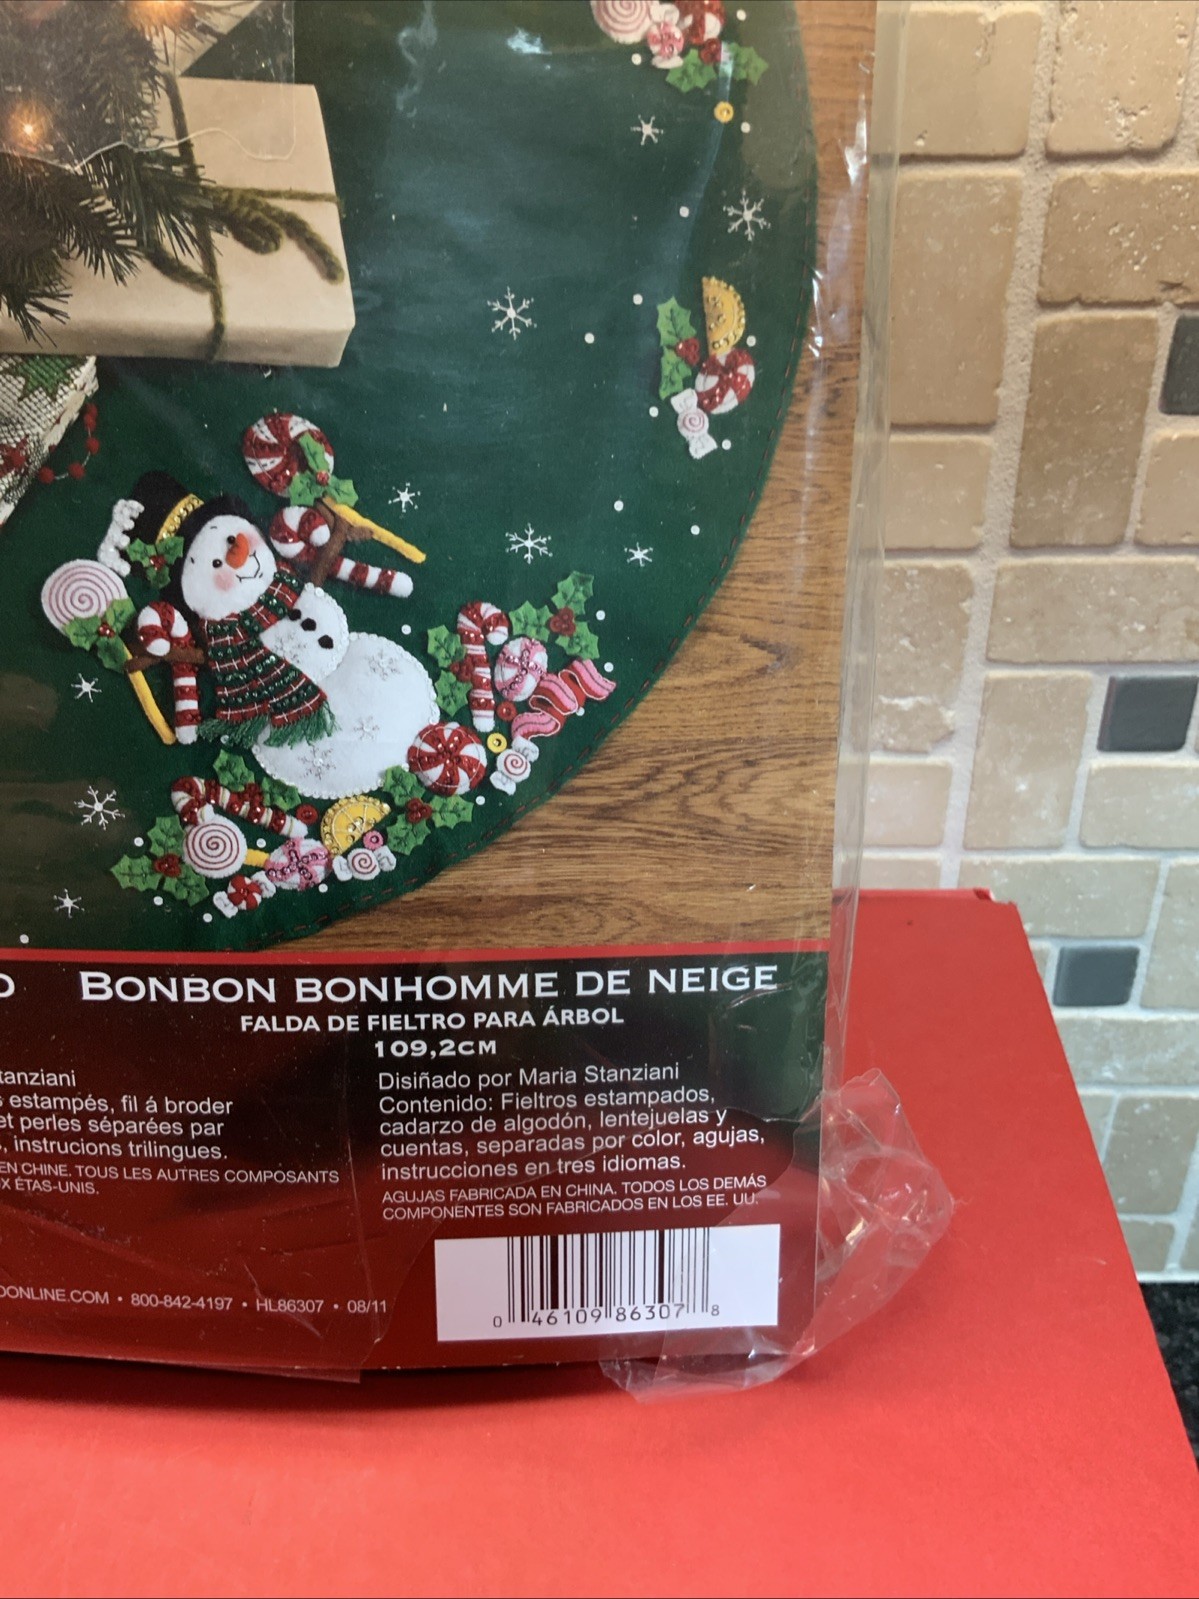 BONBON BONHOMME DE NEIGE
FALDA DE FIELTRO PARA ÁRBOL
109,2CM
estampés, fil á broder
et perles séparées par
instrucions trilingues.
EN CHINE. TOUS LES AUTRES COMPOSANTS
ÉTAS-UNIS.
Disiñado por Maria Stanziani
Contenido: Fieltros estampados,
cadarzo de algodón, lentejuelas y
cuentas, separadas por color, agujas,
instrucciones en tres idiomas.
AGUJAS FABRICADA EN CHINA. TODOS LOS DEMÁS
COMPONENTES SON FABRICADOS EN LOS EE. UU.
ONLINE.COM • 800-842-4197 • HL86307 • 08/11
0 46109 86307 8